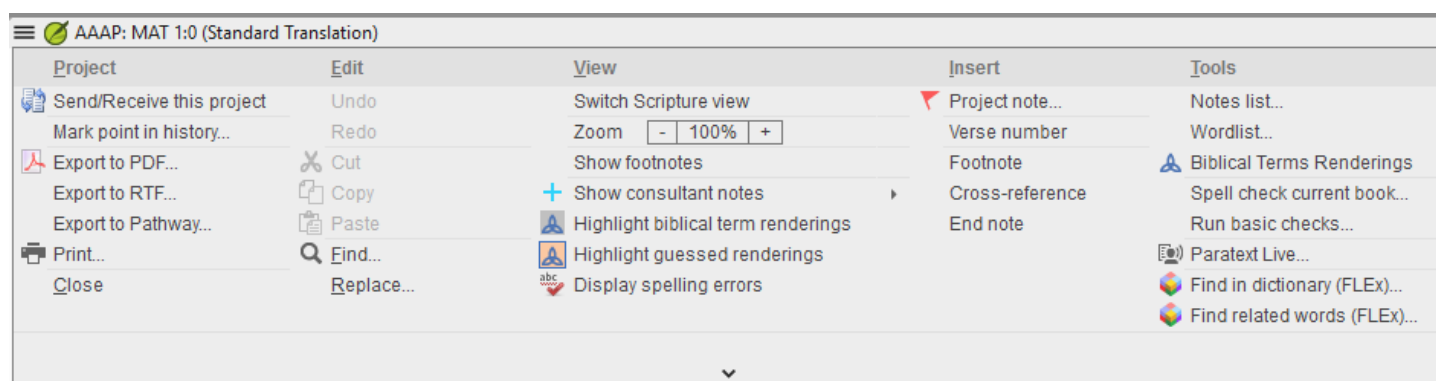 AAAP: MAT 1:0 (Standard Translation)
Project Edit View Insert Tools
Send/Receive this project Undo Switch Scripture view Project note... Notes list...
Mark point in history... Redo Zoom - 100% + Verse number Wordlist...
Export to PDF... Cut Show footnotes Footnote Biblical Terms Renderings
Export to RTF... Copy Show consultant notes Cross-reference Spell check current book...
Export to Pathway... Paste Highlight biblical term renderings End note Run basic checks...
Print... Find... Highlight guessed renderings Paratext Live...
Close Replace... abc Display spelling errors Find in dictionary (FLEx)...
Find related words (FLEx)...